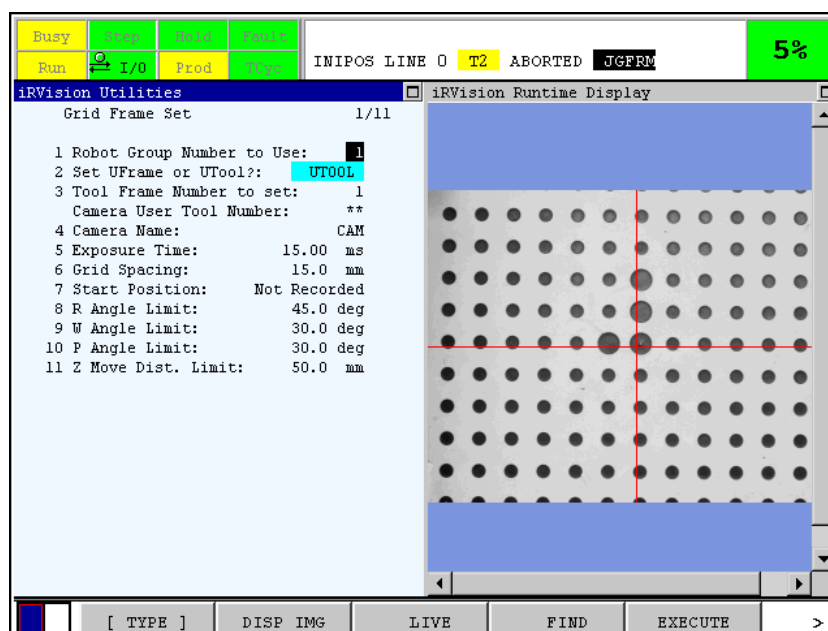 Busy Step Hold Fault
Run I/O Prod TCyc
INIPOS LINE 0 T2 ABORTED JGFRM
5%
iRVision Utilities
Grid Frame Set 1/11
1 Robot Group Number to Use: 1
2 Set UFrame or UTool?: UTOOL
3 Tool Frame Number to set: 1
Camera User Tool Number: **
4 Camera Name: CAM
5 Exposure Time: 15.00 ms
6 Grid Spacing: 15.0 mm
7 Start Position: Not Recorded
8 R Angle Limit: 45.0 deg
9 W Angle Limit: 30.0 deg
10 P Angle Limit: 30.0 deg
11 Z Move Dist. Limit: 50.0 mm
iRVision Runtime Display
[ TYPE ] DISP IMG LIVE FIND EXECUTE >